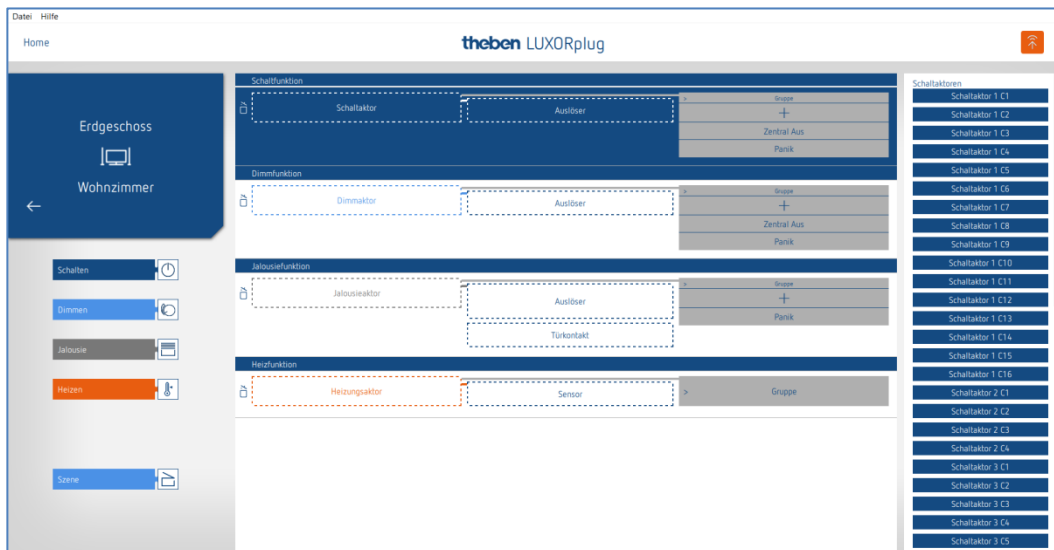 Datei Hilfe
Home
theben LUXORplug
Erdgeschoss
Wohnzimmer
Schalten
Dimmen
Jalousie
Heizen
Szene
Schaltfunktion
Schaltaktor
Auslöser
> Gruppe
+
Zentral Aus
Panik
Dimmfunktion
Dimmaktor
Auslöser
> Gruppe
+
Zentral Aus
Panik
Jalousiefunktion
Jalousieaktor
Auslöser
Türkontakt
> Gruppe
+
Panik
Heizfunktion
Heizungsaktor
Sensor
> Gruppe
Schaltaktoren
Schaltaktor 1 C1
Schaltaktor 1 C2
Schaltaktor 1 C3
Schaltaktor 1 C4
Schaltaktor 1 C5
Schaltaktor 1 C6
Schaltaktor 1 C7
Schaltaktor 1 C8
Schaltaktor 1 C9
Schaltaktor 1 C10
Schaltaktor 1 C11
Schaltaktor 1 C12
Schaltaktor 1 C13
Schaltaktor 1 C14
Schaltaktor 1 C15
Schaltaktor 1 C16
Schaltaktor 2 C1
Schaltaktor 2 C2
Schaltaktor 2 C3
Schaltaktor 2 C4
Schaltaktor 3 C1
Schaltaktor 3 C2
Schaltaktor 3 C3
Schaltaktor 3 C4
Schaltaktor 3 C5